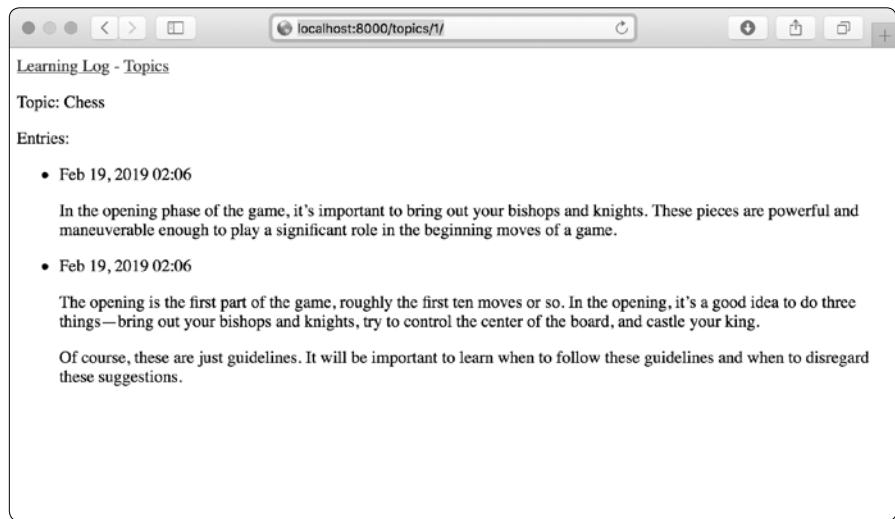 localhost:8000/topics/1/
Learning Log - Topics
Topic: Chess
Entries:
• Feb 19, 2019 02:06
In the opening phase of the game, it’s important to bring out your bishops and knights. These pieces are powerful and
maneuverable enough to play a significant role in the beginning moves of a game.
• Feb 19, 2019 02:06
The opening is the first part of the game, roughly the first ten moves or so. In the opening, it’s a good idea to do three
things—bring out your bishops and knights, try to control the center of the board, and castle your king.
Of course, these are just guidelines. It will be important to learn when to follow these guidelines and when to disregard
these suggestions.